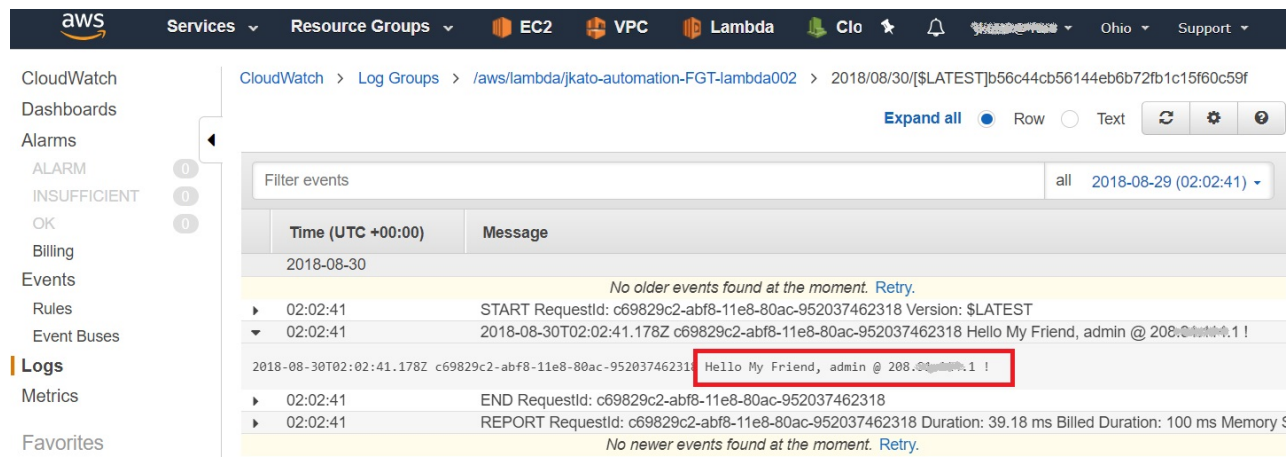 aws Services Resource Groups EC2 VPC Lambda Clo Ohio Support
CloudWatch
Dashboards
Alarms
ALARM 0
INSUFFICIENT 0
OK 0
Billing
Events
Rules
Event Buses
Logs
Metrics
Favorites
CloudWatch > Log Groups > /aws/lambda/jkato-automation-FGT-lambda002 > 2018/08/30/[$LATEST]b56c44cb56144eb6b72fb1c15f60c59f
Expand all Row Text
Filter events all 2018-08-29 (02:02:41)
Time (UTC +00:00) Message
2018-08-30
No older events found at the moment. Retry.
02:02:41 START RequestId: c69829c2-abf8-11e8-80ac-952037462318 Version: $LATEST
02:02:41 2018-08-30T02:02:41.178Z c69829c2-abf8-11e8-80ac-952037462318 Hello My Friend, admin @ 208. .1 !
2018-08-30T02:02:41.178Z c69829c2-abf8-11e8-80ac-952037462318 Hello My Friend, admin @ 208. .1 !
02:02:41 END RequestId: c69829c2-abf8-11e8-80ac-952037462318
02:02:41 REPORT RequestId: c69829c2-abf8-11e8-80ac-952037462318 Duration: 39.18 ms Billed Duration: 100 ms Memory S
No newer events found at the moment. Retry.